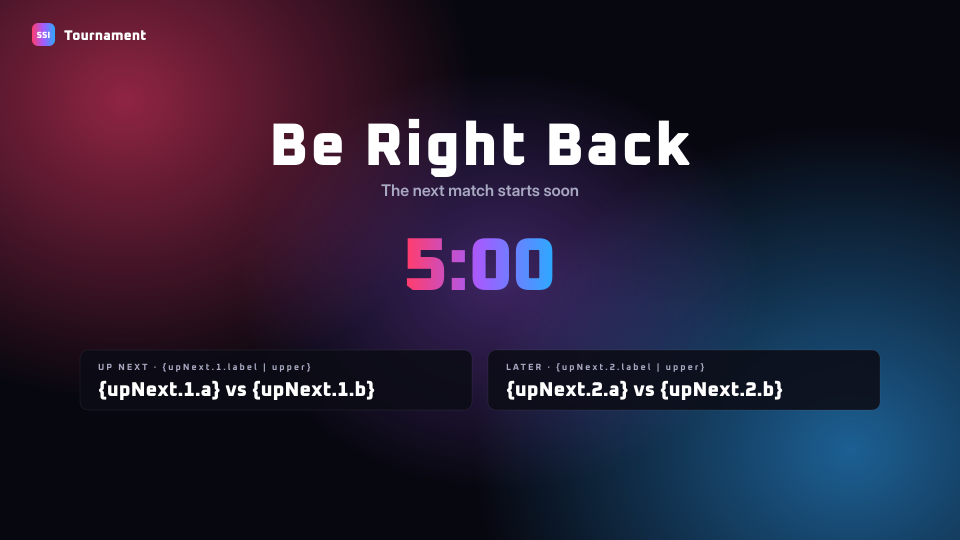 SSI
Tournament
Be Right Back
The next match starts soon
5:00
UP NEXT · {upNext.1.label | upper}
{upNext.1.a} vs {upNext.1.b}
LATER · {upNext.2.label | upper}
{upNext.2.a} vs {upNext.2.b}